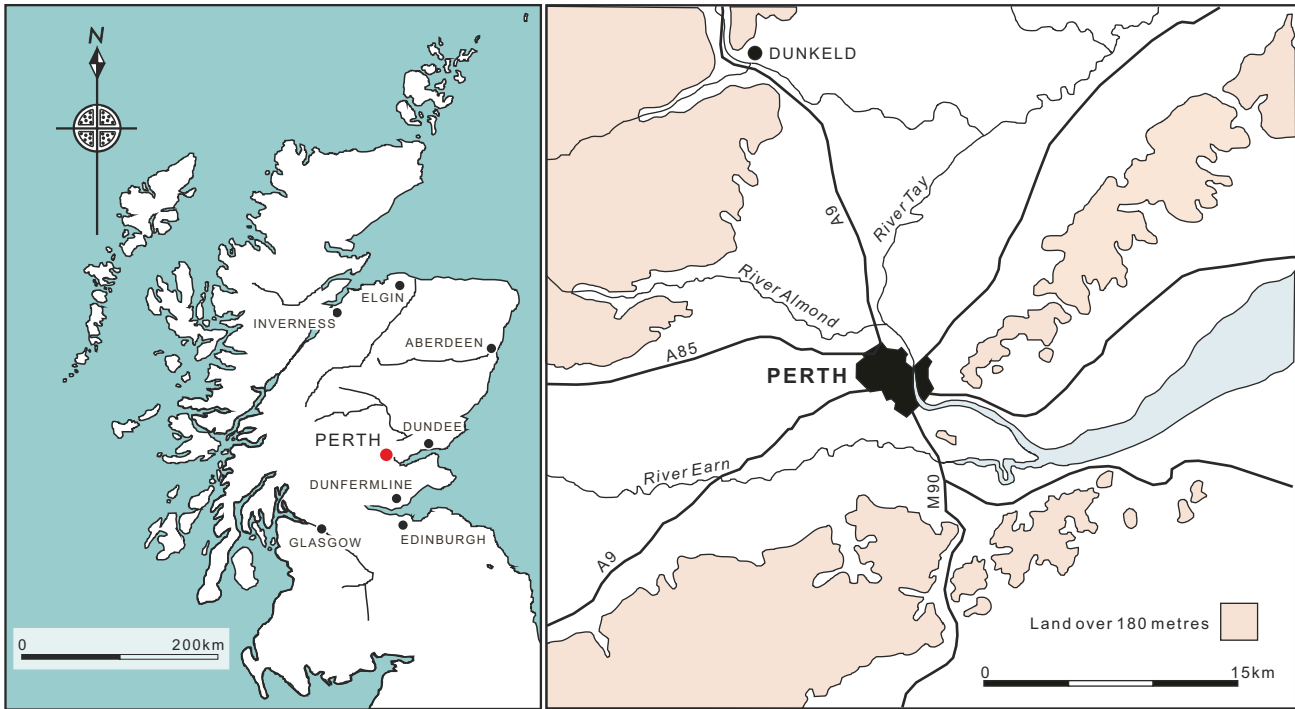 N
ELGIN
INVERNESS
ABERDEEN
DUNDEE
PERTH
DUNFERMLINE
GLASGOW
EDINBURGH
0 200km
DUNKELD
A9
River Tay
River Almond
A85
PERTH
River Earn
M90
A9
Land over 180 metres
0 15km